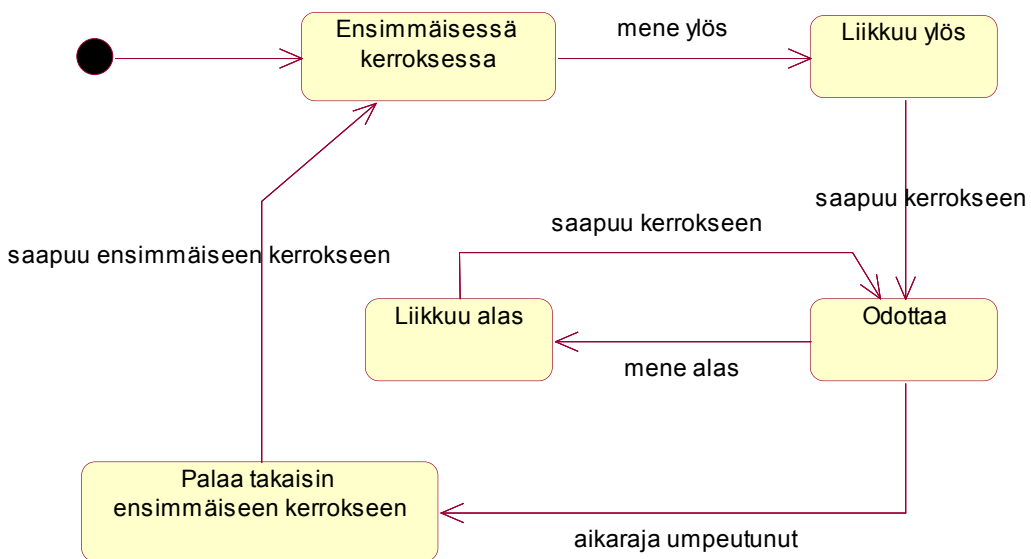 Ensimmäisessä
kerroksessa
mene ylös
Liikkuu ylös
saapuu kerrokseen
saapuu kerrokseen
saapuu ensimmäiseen kerrokseen
Liikkuu alas
Odottaa
mene alas
Palaa takaisin
ensimmäiseen kerrokseen
aikaraja umpeutunut